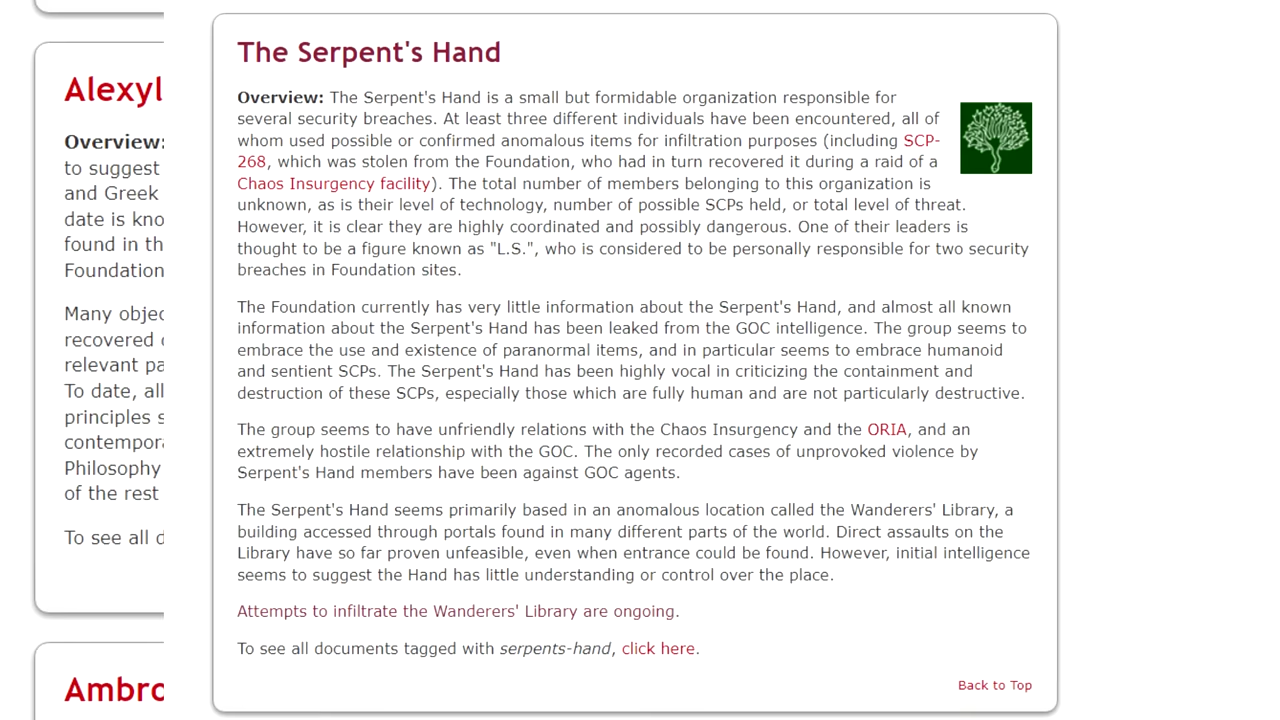 Alexyl
Overview:
to suggest
and Greek
date is kno
found in th
Foundation
Many objec
recovered
relevant pa
To date, all
principles s
contempora
Philosophy
of the rest
To see all d
Ambro
The Serpent's Hand
Overview: The Serpent's Hand is a small but formidable organization responsible for
several security breaches. At least three different individuals have been encountered, all of
whom used possible or confirmed anomalous items for infiltration purposes (including SCP-
268, which was stolen from the Foundation, who had in turn recovered it during a raid of a
Chaos Insurgency facility). The total number of members belonging to this organization is
unknown, as is their level of technology, number of possible SCPs held, or total level of threat.
However, it is clear they are highly coordinated and possibly dangerous. One of their leaders is
thought to be a figure known as "L.S.", who is considered to be personally responsible for two security
breaches in Foundation sites.
The Foundation currently has very little information about the Serpent's Hand, and almost all known
information about the Serpent's Hand has been leaked from the GOC intelligence. The group seems to
embrace the use and existence of paranormal items, and in particular seems to embrace humanoid
and sentient SCPs. The Serpent's Hand has been highly vocal in criticizing the containment and
destruction of these SCPs, especially those which are fully human and are not particularly destructive.
The group seems to have unfriendly relations with the Chaos Insurgency and the ORIA, and an
extremely hostile relationship with the GOC. The only recorded cases of unprovoked violence by
Serpent's Hand members have been against GOC agents.
The Serpent's Hand seems primarily based in an anomalous location called the Wanderers' Library, a
building accessed through portals found in many different parts of the world. Direct assaults on the
Library have so far proven unfeasible, even when entrance could be found. However, initial intelligence
seems to suggest the Hand has little understanding or control over the place.
Attempts to infiltrate the Wanderers' Library are ongoing.
To see all documents tagged with serpents-hand, click here.
Back to Top